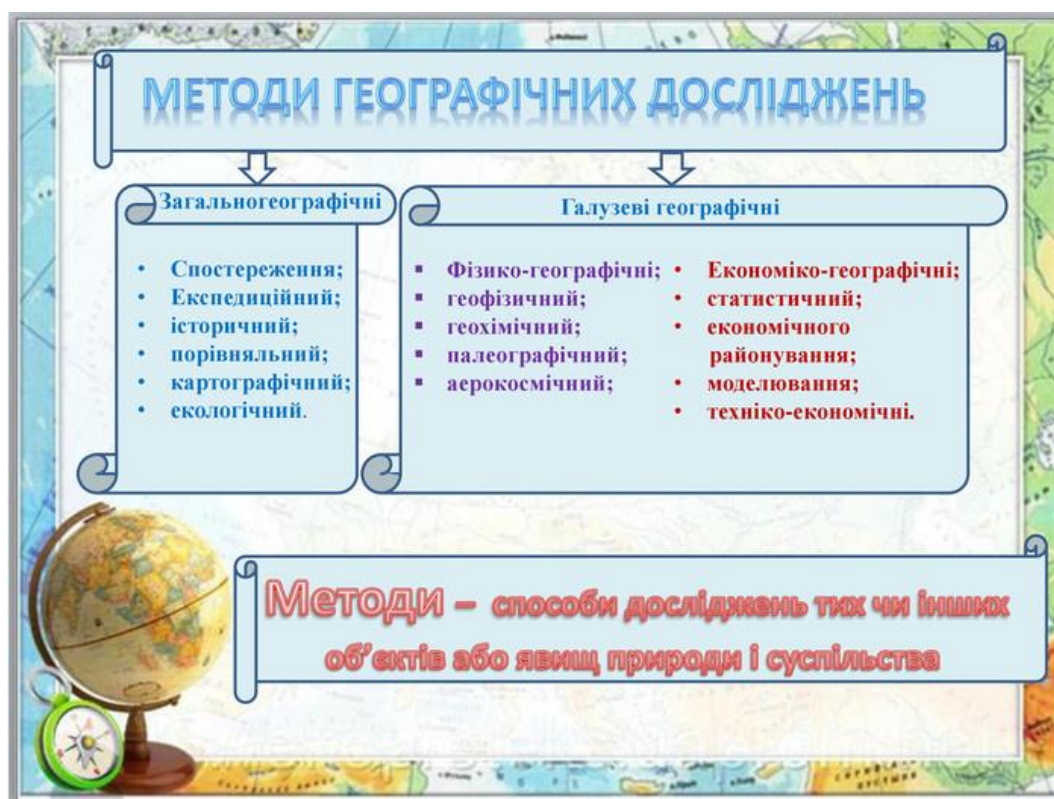 МЕТОДИ ГЕОГРАФІЧНИХ ДОСЛІДЖЕНЬ
Загальногеографічні
Спостереження;
Експедиційний;
історичний;
порівняльний;
картографічний;
екологічний.
Галузеві географічні
Фізико-географічні;
геофізичний;
геохімічний;
палеографічний;
аерокосмічний;
Економіко-географічні;
статистичний;
економічного
районування;
моделювання;
техніко-економічні.
Методи – способи досліджень тих чи інших
об'єктів або явищ природи і суспільства